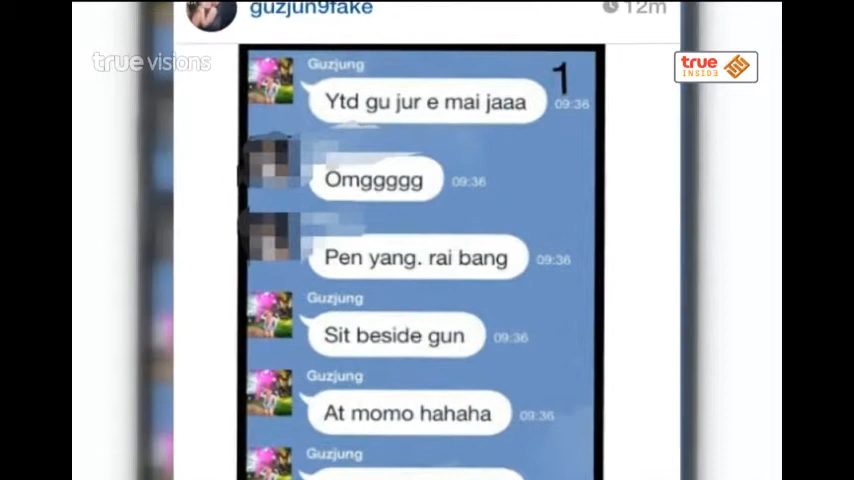 guzjun9fake
12m
true visions
true
INSIDE
Guzjung
1
Ytd gu jur e mai jaaa
09:36
Omggggg
09:36
Pen yang. rai bang
09:36
Guzjung
Sit beside gun
09:36
Guzjung
At momo hahaha
09:36
Guzjung